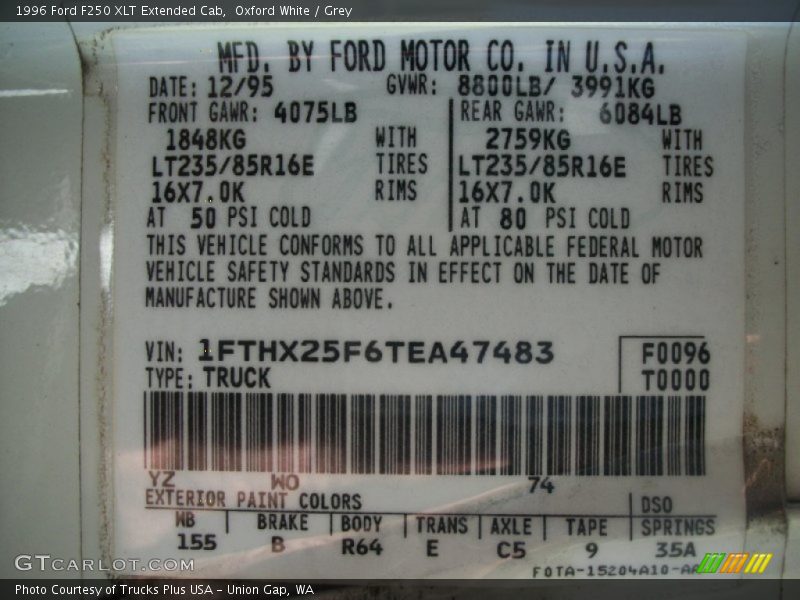 1996 Ford F250 XLT Extended Cab, Oxford White / Grey
MFD. BY FORD MOTOR CO. IN U.S.A.
DATE: 12/95 GVWR: 8800LB/ 3991KG
FRONT GAWR: 4075LB REAR GAWR: 6084LB
1848KG WITH 2759KG WITH
LT235/85R16E TIRES LT235/85R16E TIRES
16X7.0K RIMS 16X7.0K RIMS
AT 50 PSI COLD AT 80 PSI COLD
THIS VEHICLE CONFORMS TO ALL APPLICABLE FEDERAL MOTOR
VEHICLE SAFETY STANDARDS IN EFFECT ON THE DATE OF
MANUFACTURE SHOWN ABOVE.
VIN: 1FTHX25F6TEA47483 F0096
TYPE: TRUCK T0000
YZ WO 74
EXTERIOR PAINT COLORS DSO
WB BRAKE BODY TRANS AXLE TAPE SPRINGS
155 B R64 E C5 9 35A
GTCARLOT.COM
Photo Courtesy of Trucks Plus USA – Union Gap, WA